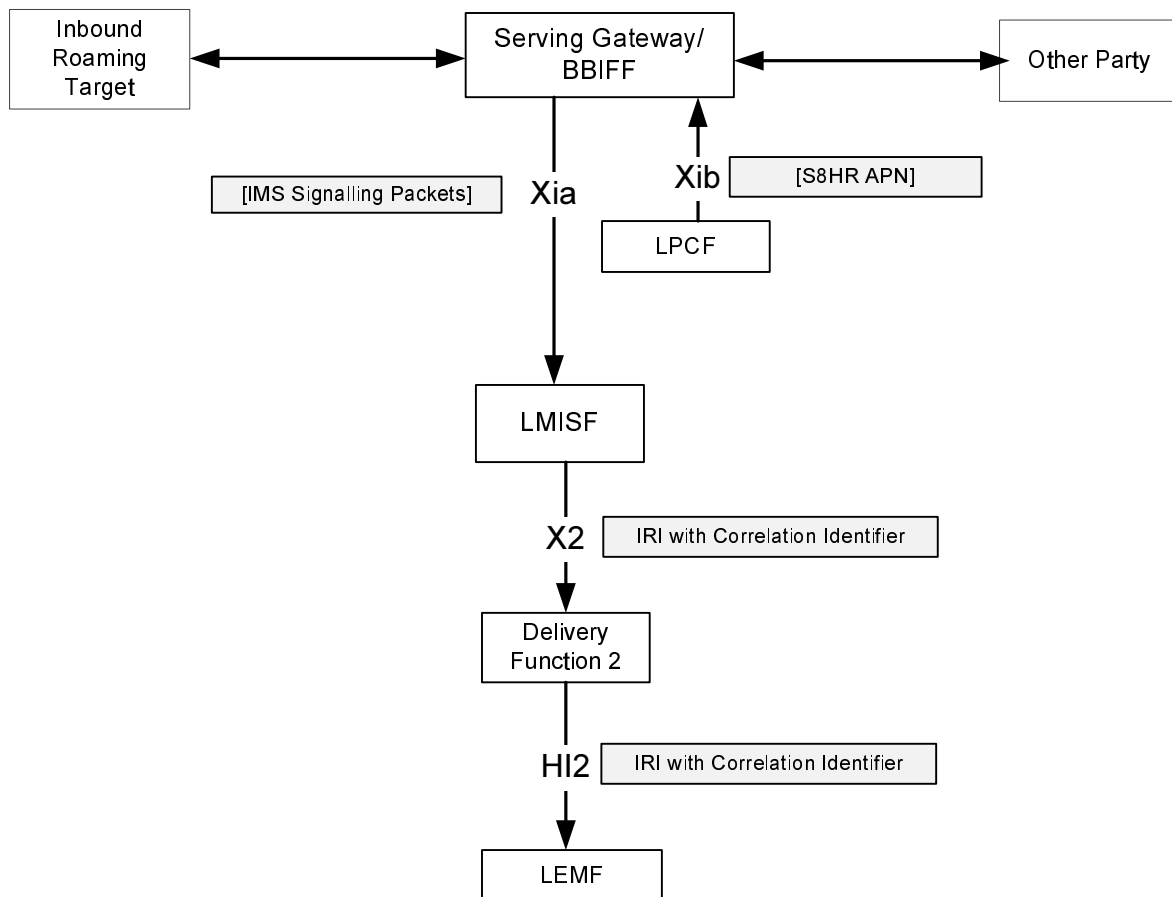 Inbound
Roaming
Target
Serving Gateway/
BBIFF
Other Party
[IMS Signalling Packets]
Xia
Xib
[S8HR APN]
LPCF
LMISF
X2
IRI with Correlation Identifier
Delivery
Function 2
HI2
IRI with Correlation Identifier
LEMF